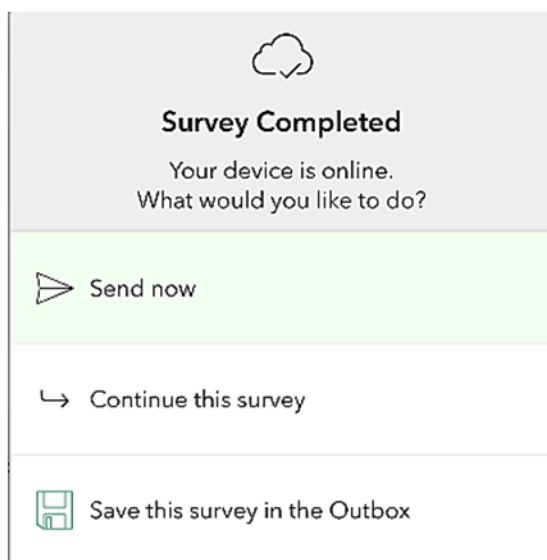 Survey Completed
Your device is online.
What would you like to do?
Send now
Continue this survey
Save this survey in the Outbox